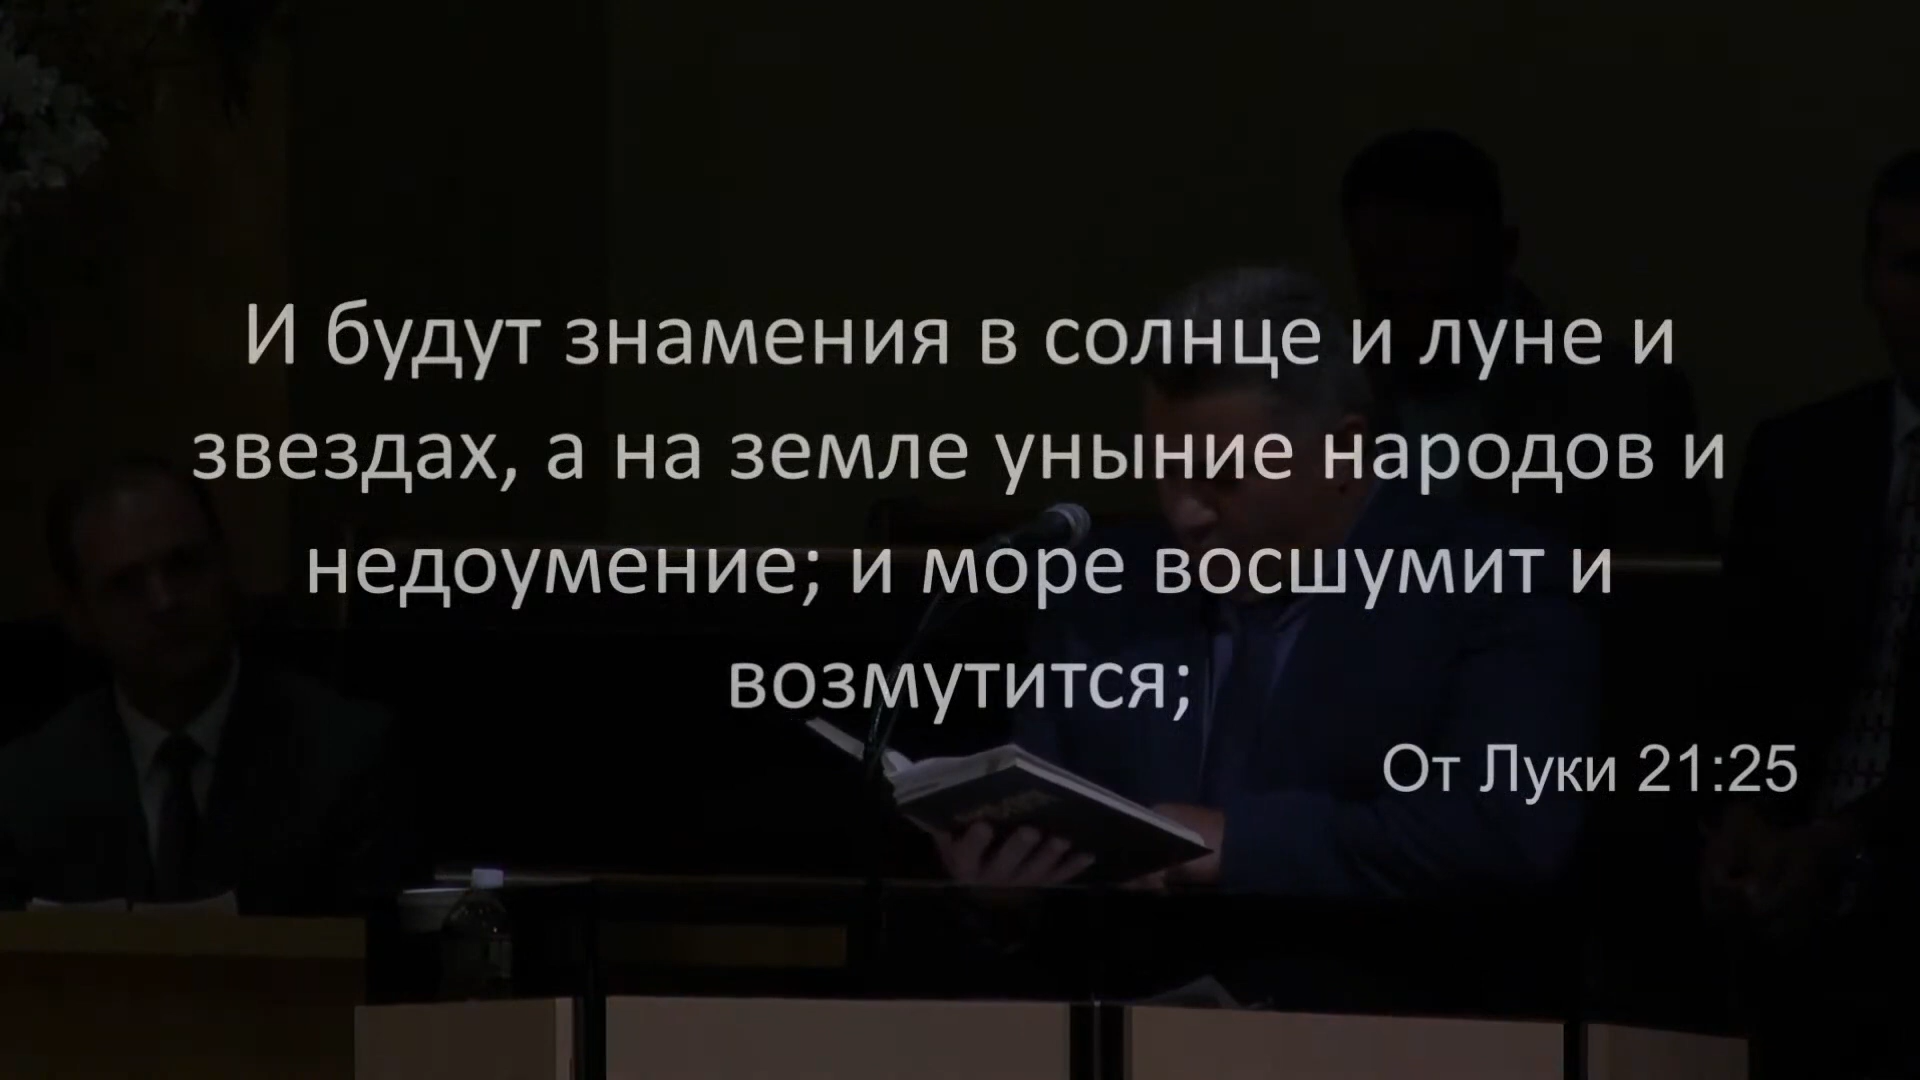 И будут знамения в солнце и луне и
звездах, а на земле уныние народов и
недоумение; и море восшумит и
возмутится;
От Луки 21:25